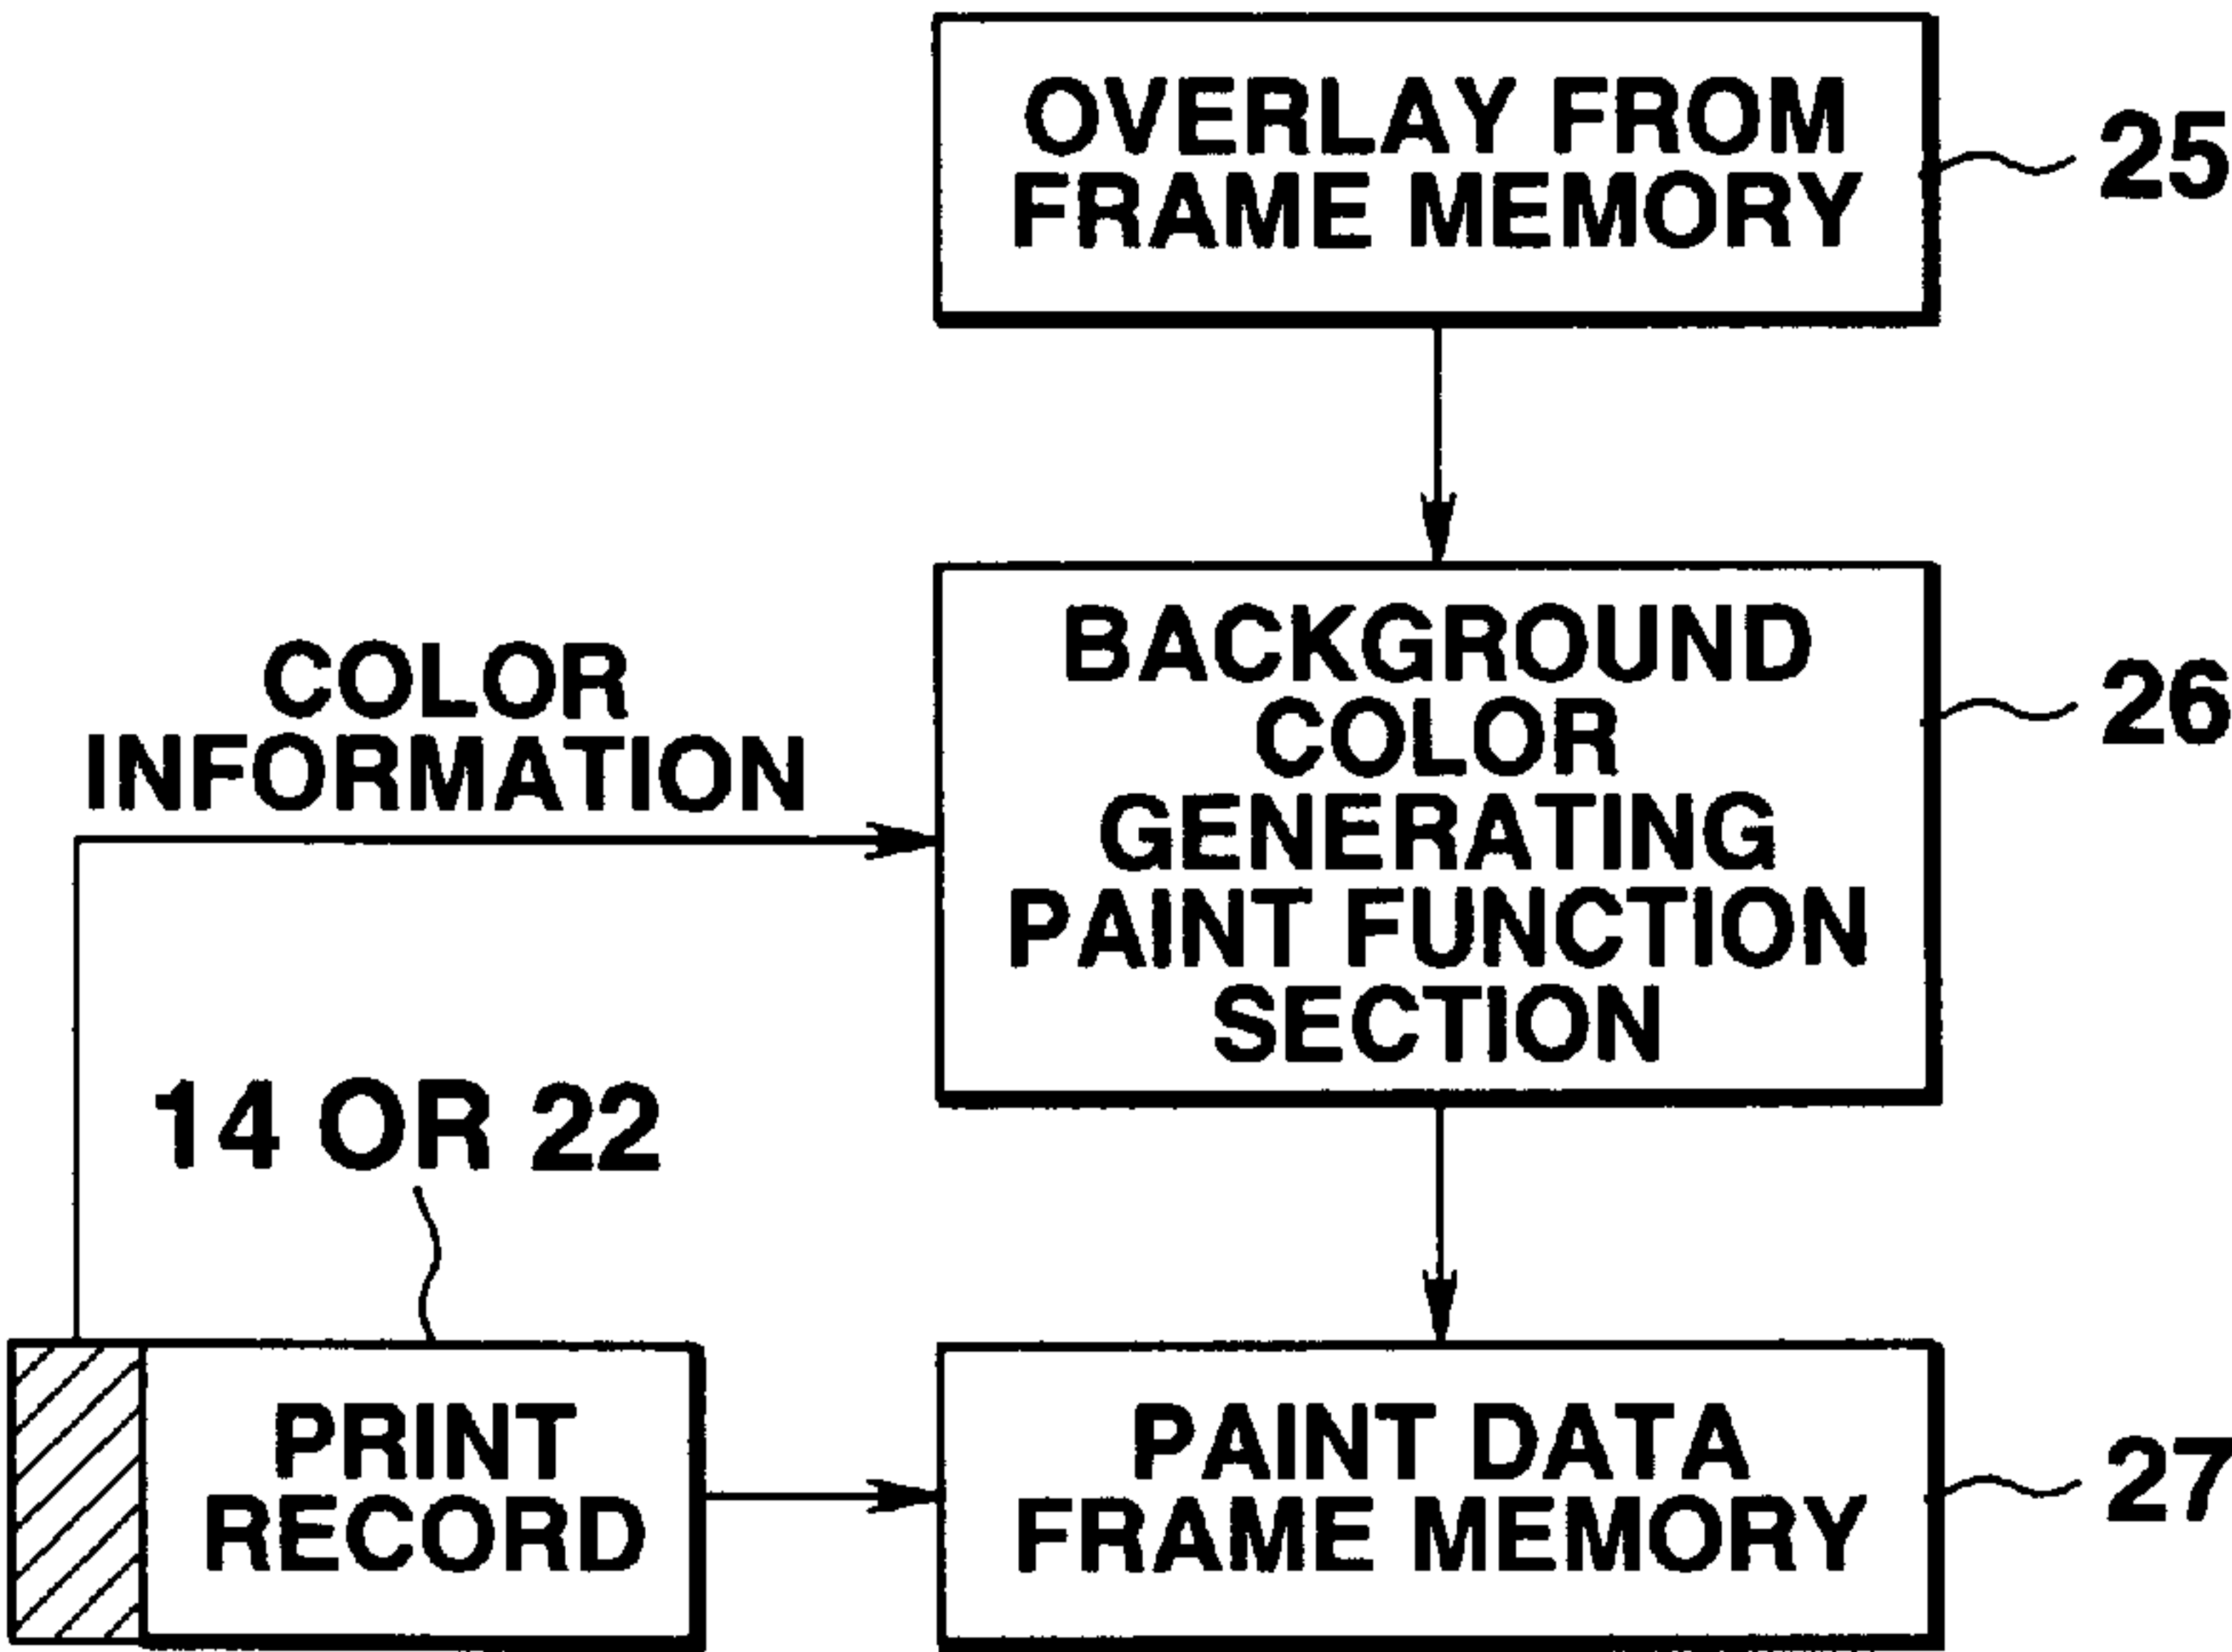 OVERLAY FROM
FRAME MEMORY
25
COLOR
INFORMATION
BACKGROUND
COLOR
GENERATING
PAINT FUNCTION
SECTION
26
14 OR 22
PRINT
RECORD
PAINT DATA
FRAME MEMORY
27